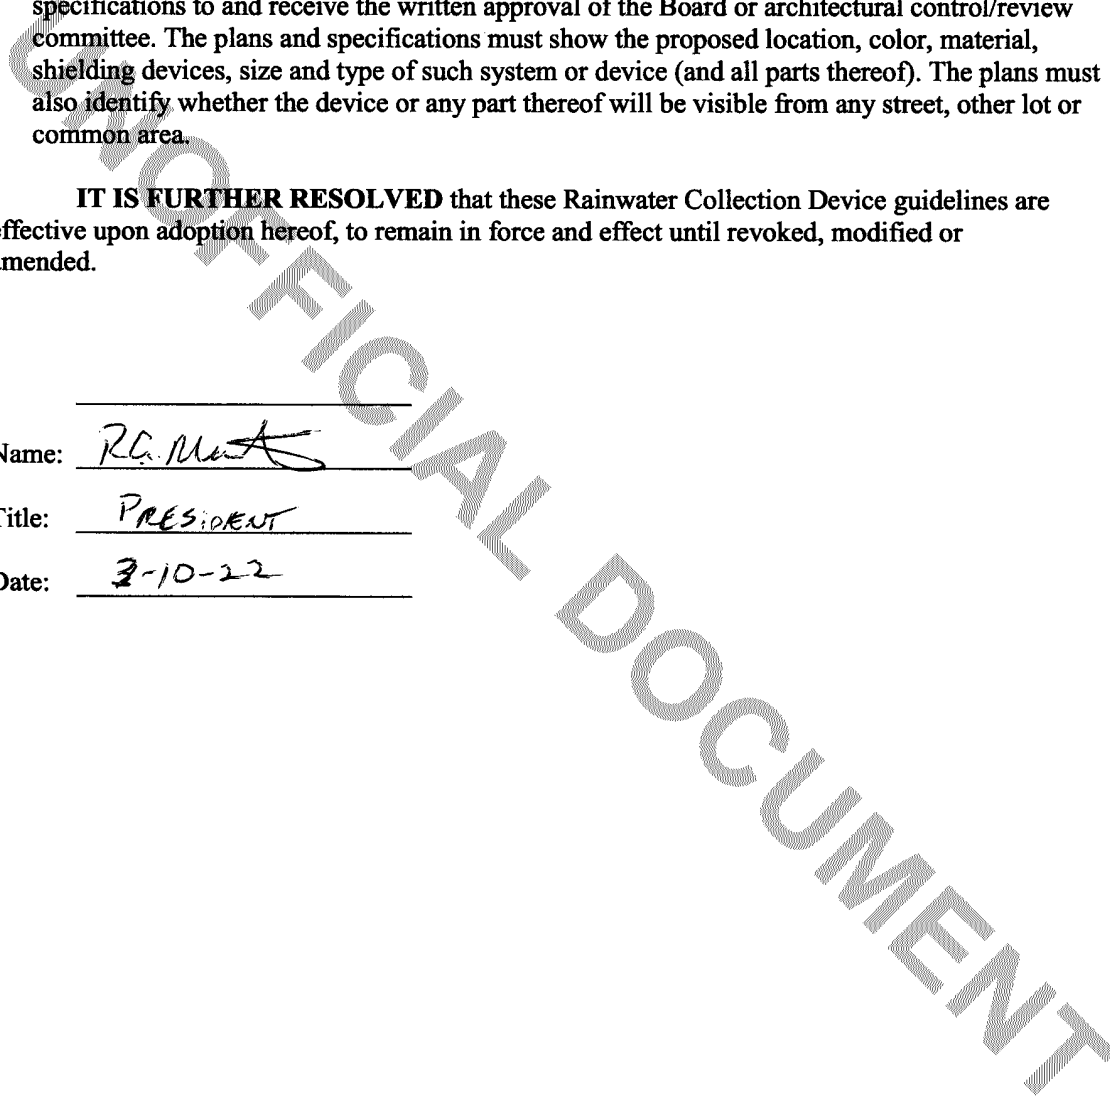 specifications to and receive the written approval of the Board or architectural control/review
committee. The plans and specifications must show the proposed location, color, material,
shielding devices, size and type of such system or device (and all parts thereof). The plans must
also identify whether the device or any part thereof will be visible from any street, other lot or
common area.
IT IS FURTHER RESOLVED that these Rainwater Collection Device guidelines are
ffective upon adoption hereof, to remain in force and effect until revoked, modified or
mended.
Name:
Title: PRESIDENT
Date: 3-10-22
UNOFFICIAL DOCUMENT